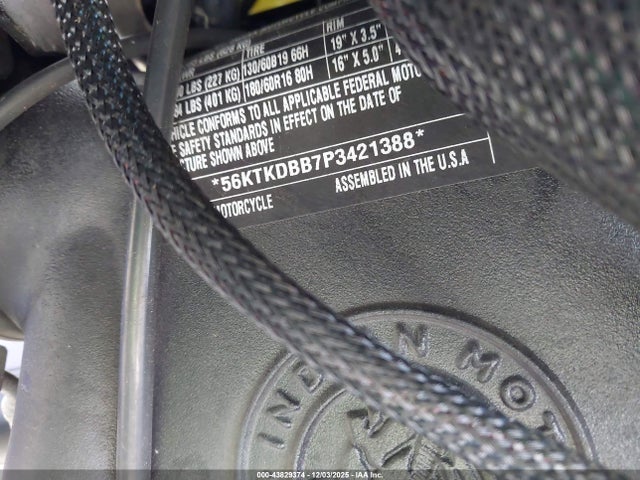 TIRE RIM
LBS (227 KG) 130/60B19 66H 19" X 3.5"
LBS (401 KG) 180/60R16 80H 16" X 5.0"
CONFORMS TO ALL APPLICABLE FEDERAL
SAFETY STANDARDS IN EFFECT ON THE DATE OF
SHOWN ABOVE
*56KTKDBB7P3421388*
MOTORCYCLE ASSEMBLED IN THE U.S.A
IND N MOT
000-43829374 | 12/03/2025 - IAA Inc.